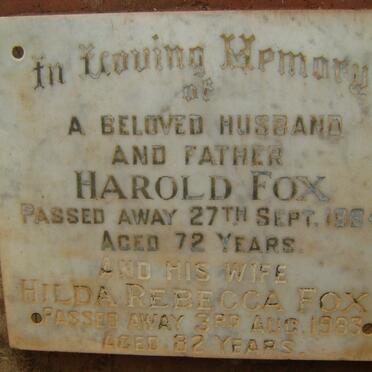 In Loving Memory
of
A BELOVED HUSBAND
AND FATHER
HAROLD FOX
PASSED AWAY 27TH SEPT.
AGED 72 YEARS.
AND HIS WIFE
HILDA REBECCA FOX
PASSED AWAY 3RD AUG. 1983
AGED 82 YEARS.